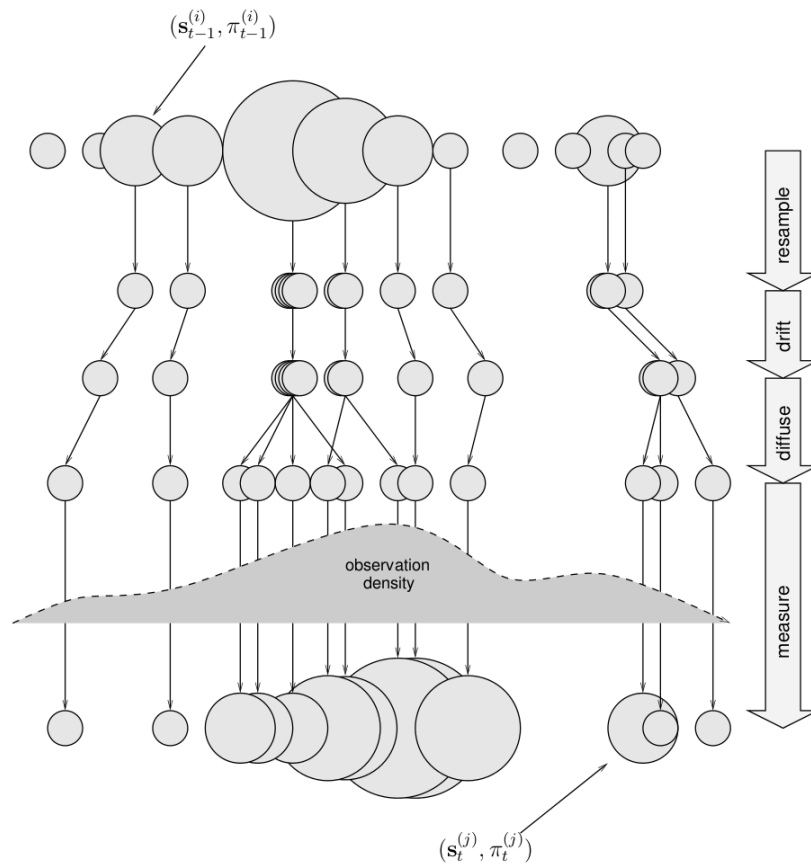 (s_{t-1}^{(i)}, π_{t-1}^{(i)})
resample
drift
diffuse
observation
density
measure
(s_t^{(j)}, π_t^{(j)})